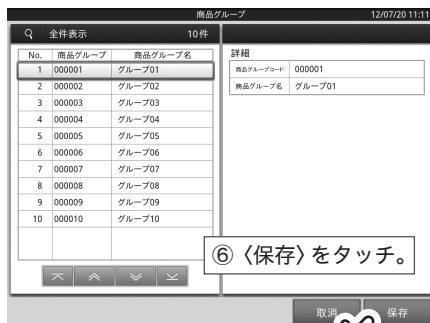 商品グループ 12/07/20 11:11
全件表示 10件
No. 商品グループ 商品グループ名
1 000001 グループ01
2 000002 グループ02
3 000003 グループ03
4 000004 グループ04
5 000005 グループ05
6 000006 グループ06
7 000007 グループ07
8 000008 グループ08
9 000009 グループ09
10 000010 グループ10
詳細
商品グループコード 000001
商品グループ名 グループ01
⑥〈保存〉をタッチ。
取消 保存